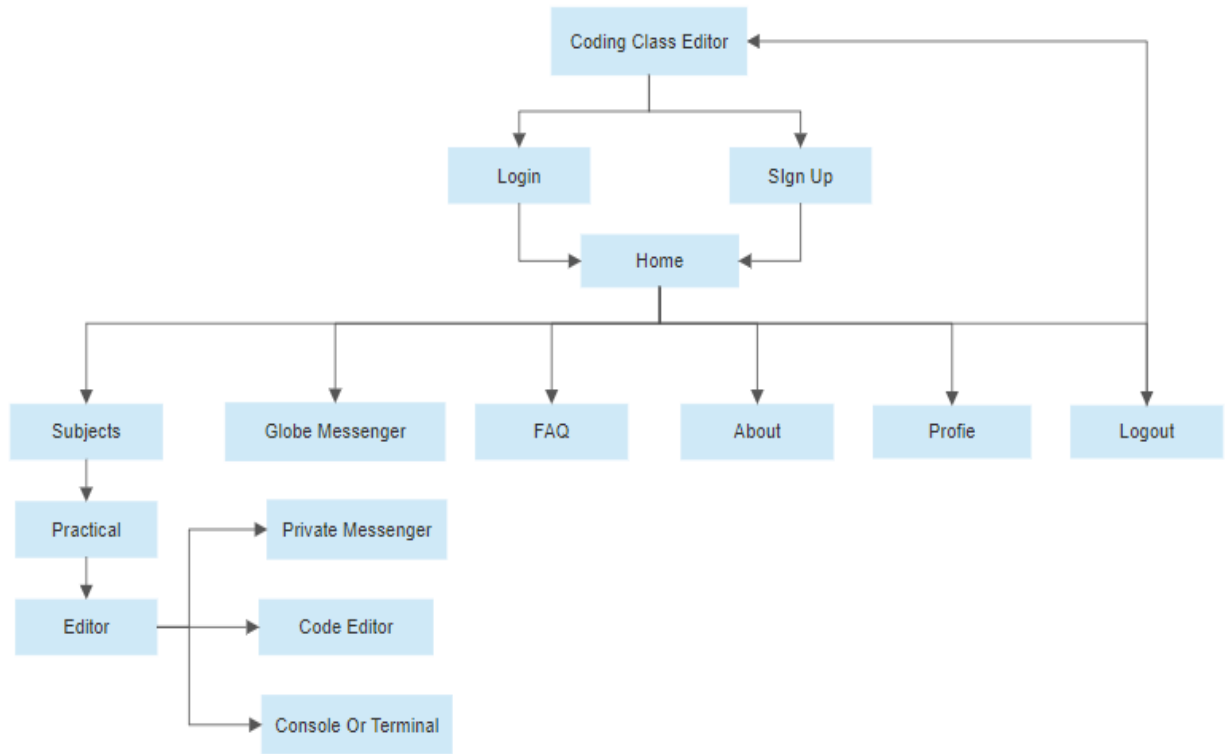 Coding Class Editor
Login
SIgn Up
Home
Subjects
Globe Messenger
FAQ
About
Profie
Logout
Practical
Private Messenger
Editor
Code Editor
Console Or Terminal